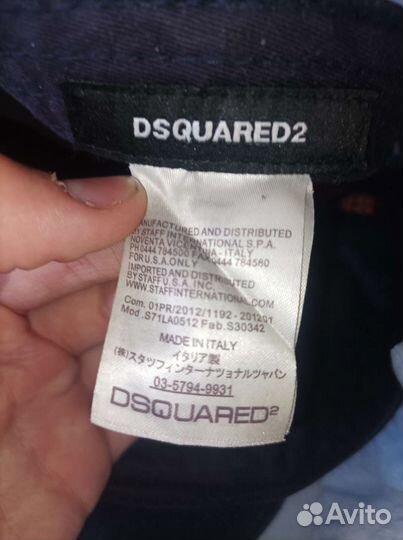 DSQUARED2
MANUFACTURED AND DISTRIBUTED
BY STAFF INTERNATIONAL S.P.A.
NOVENTA VICENTINA - ITALY
PH 0444 784500 FAX 0444 784560
FOR U.S.A. ONLY
IMPORTED AND DISTRIBUTED
BY STAFF U.S.A. INC.
WWW.STAFFINTERNATIONAL.COM
Com. 01PR/2012/1192 - 201201
Mod. S71LA0512 Fab. S30342
MADE IN ITALY
イタリア製
(株)スタッフインターナショナルジャパン
03-5794-9931
DSQUARED²
Avito